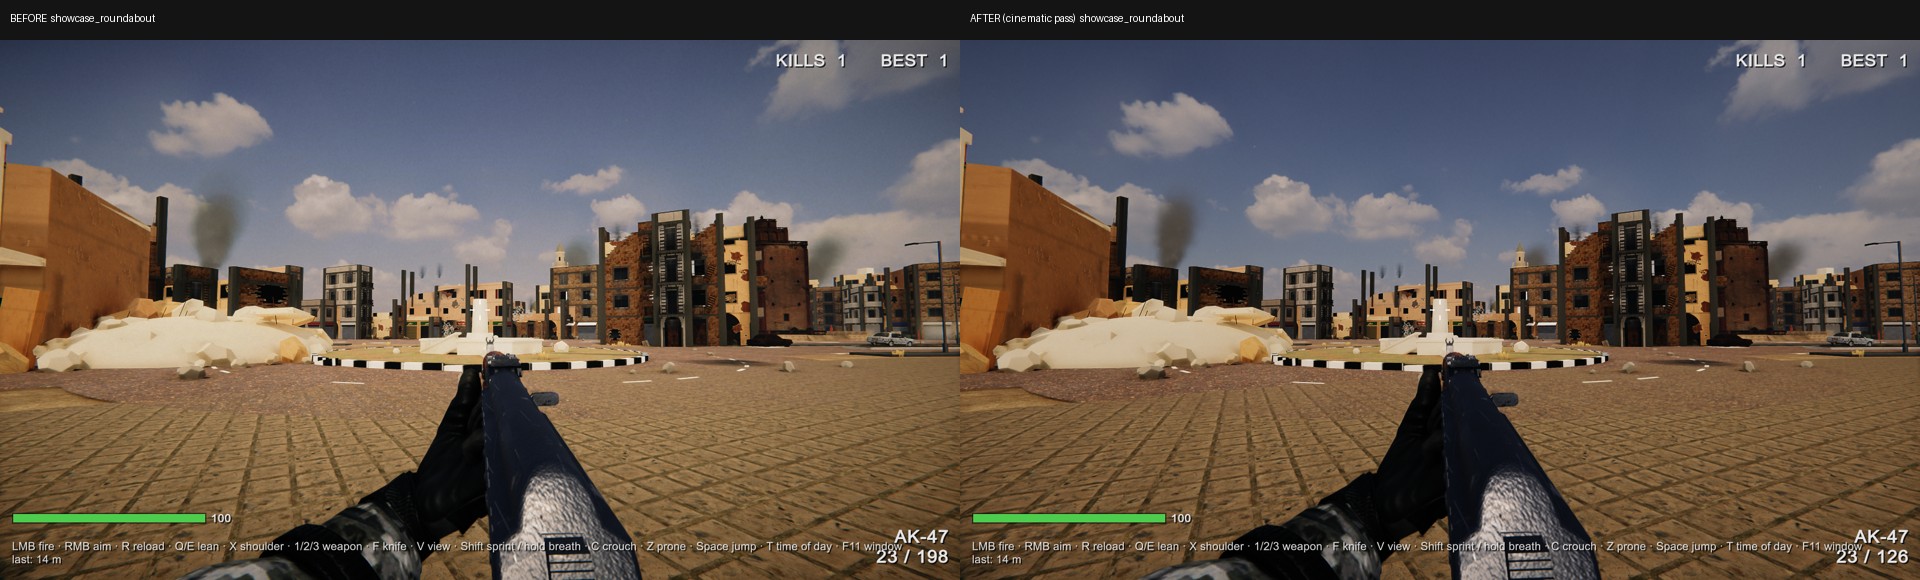 BEFORE showcase_roundabout
KILLS 1 BEST 1
100
AK-47
LMB fire · RMB aim · R reload · Q/E lean · X shoulder · 1/2/3 weapon · F knife · V view · Shift sprint / hold breath · C crouch · Z prone · Space jump · T time of day · F11 window
last: 14 m
23 / 198
AFTER (cinematic pass) showcase_roundabout
KILLS 1 BEST 1
100
AK-47
LMB fire · RMB aim · R reload · Q/E lean · X shoulder · 1/2/3 weapon · F knife · V view · Shift sprint / hold breath · C crouch · Z prone · Space jump · T time of day · F11 window
last: 14 m
23 / 126